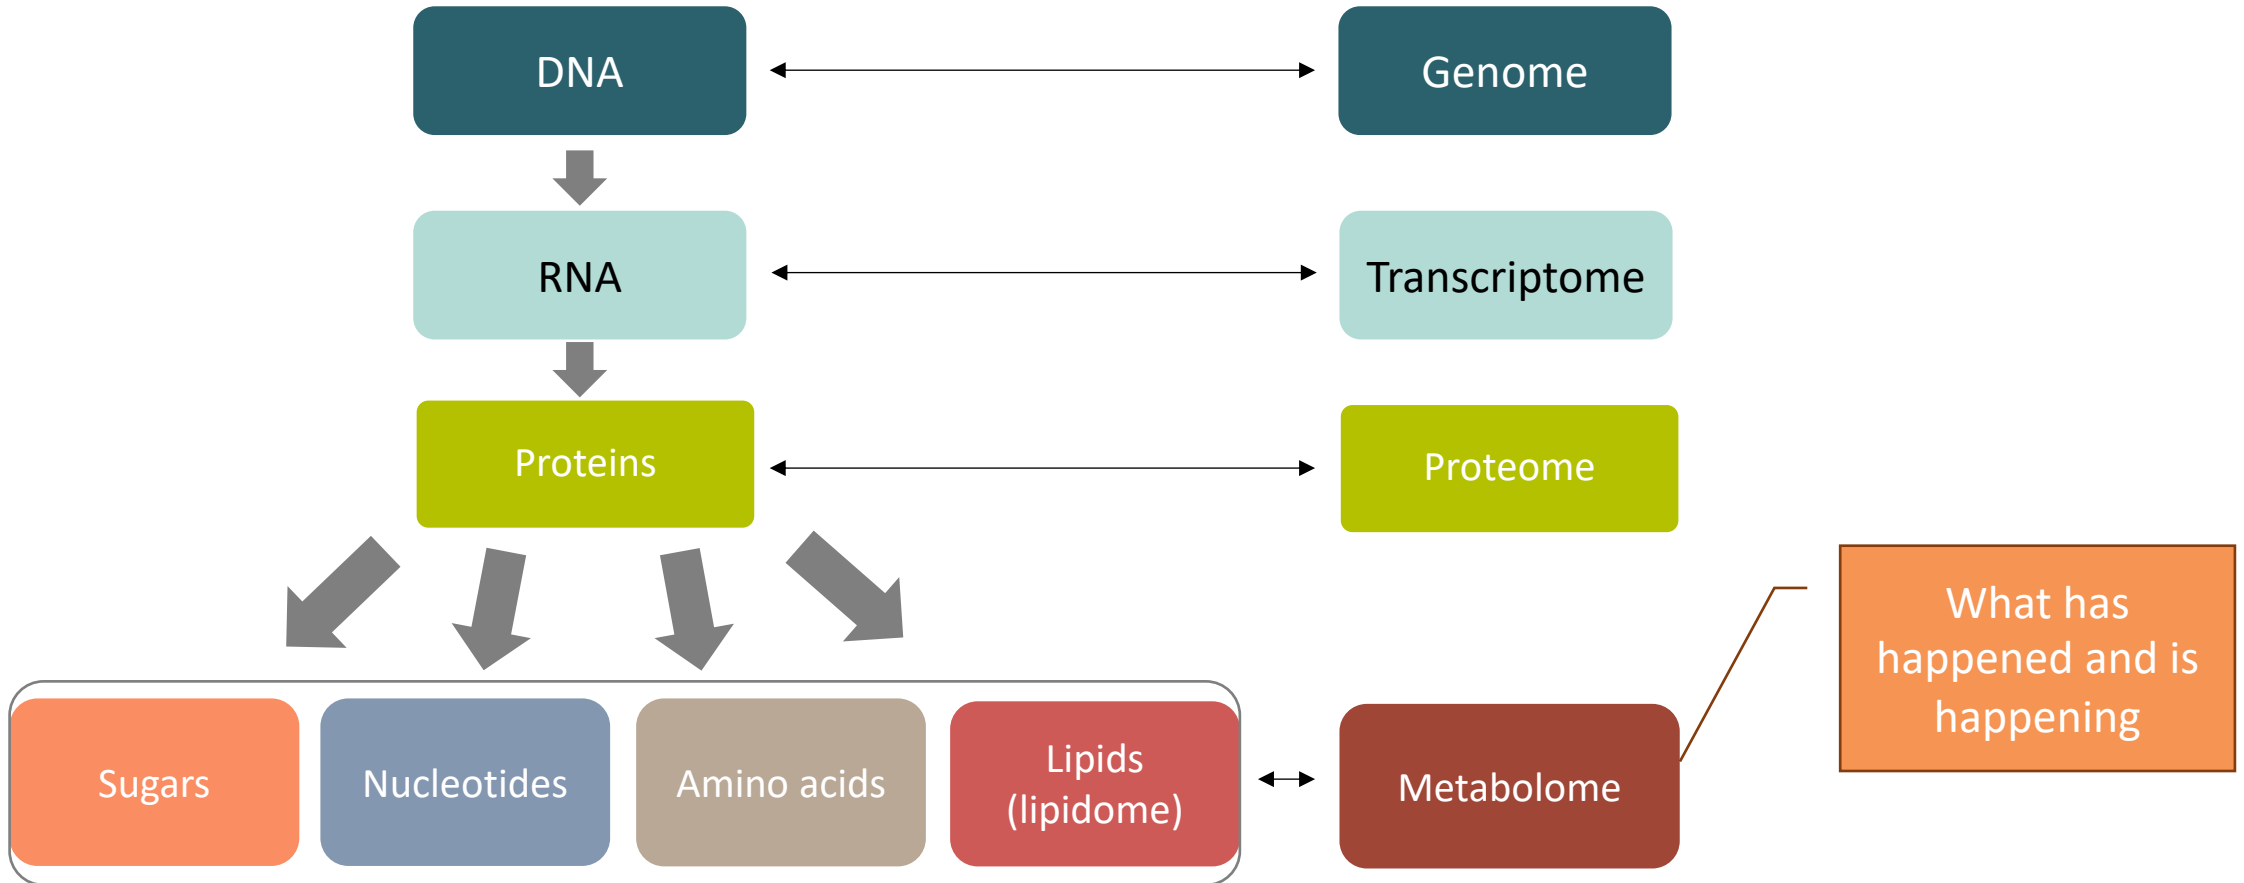 DNA
Genome
RNA
Transcriptome
Proteins
Proteome
What has
happened and is
happening
Sugars
Nucleotides
Amino acids
Lipids
(lipidome)
Metabolome